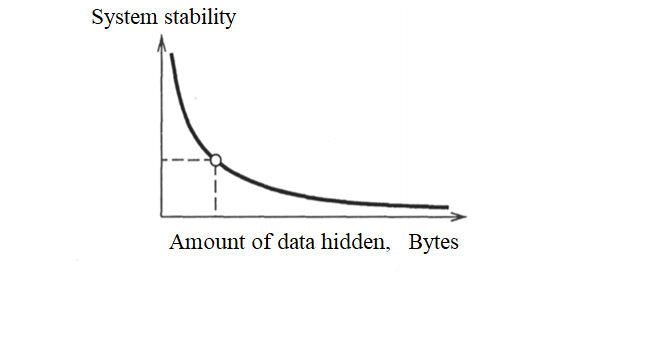 System stability
Amount of data hidden, Bytes